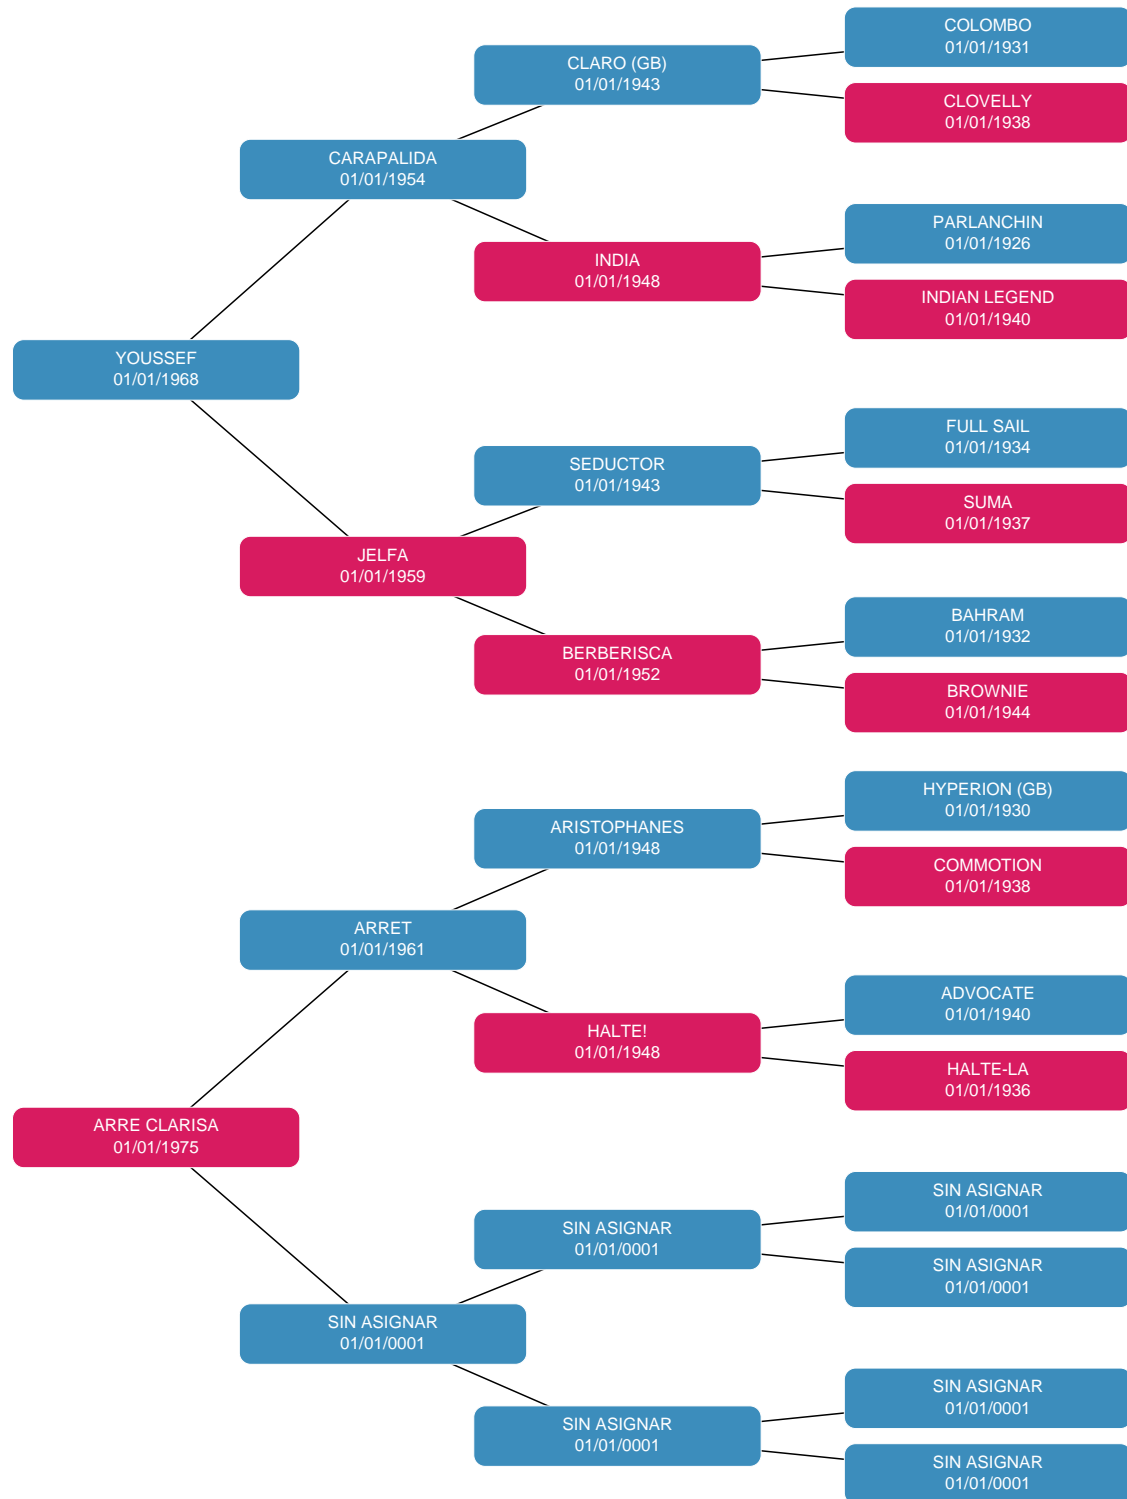 COLOMBO
01/01/1931
CLARO (GB)
01/01/1943
CLOVELLY
01/01/1938
CARAPALIDA
01/01/1954
PARLANCHIN
01/01/1926
INDIA
01/01/1948
INDIAN LEGEND
01/01/1940
YOUSSEF
01/01/1968
FULL SAIL
01/01/1934
SEDUCTOR
01/01/1943
SUMA
01/01/1937
JELFA
01/01/1959
BAHRAM
01/01/1932
BERBERISCA
01/01/1952
BROWNIE
01/01/1944
HYPERION (GB)
01/01/1930
ARISTOPHANES
01/01/1948
COMMOTION
01/01/1938
ARRET
01/01/1961
ADVOCATE
01/01/1940
HALTE!
01/01/1948
HALTE-LA
01/01/1936
ARRE CLARISA
01/01/1975
SIN ASIGNAR
01/01/0001
SIN ASIGNAR
01/01/0001
SIN ASIGNAR
01/01/0001
SIN ASIGNAR
01/01/0001
SIN ASIGNAR
01/01/0001
SIN ASIGNAR
01/01/0001
SIN ASIGNAR
01/01/0001